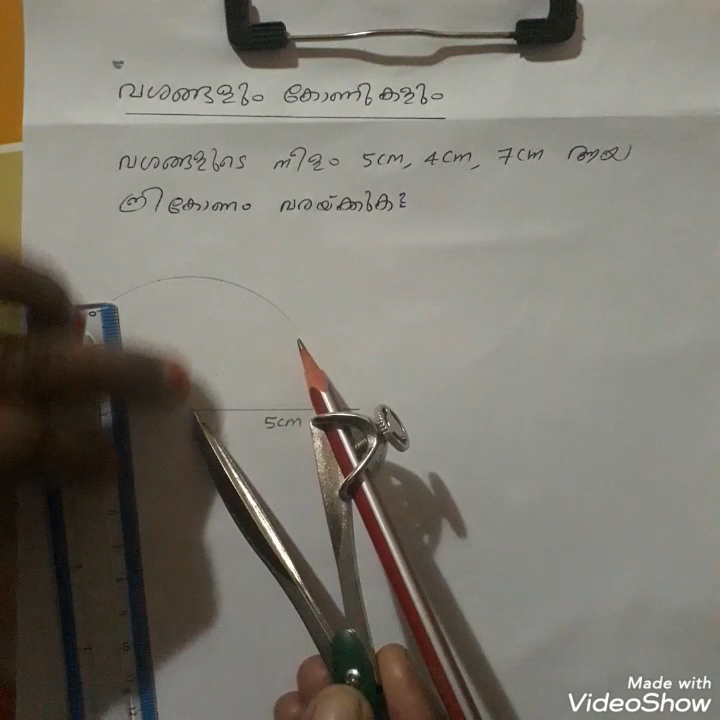 വശങ്ങളും കോണുകളും
വശങ്ങളുടെ നീളം 5cm, 4cm, 7cm ആയ
ത്രികോണം വരയ്ക്കുക?
5cm
Made with
VideoShow